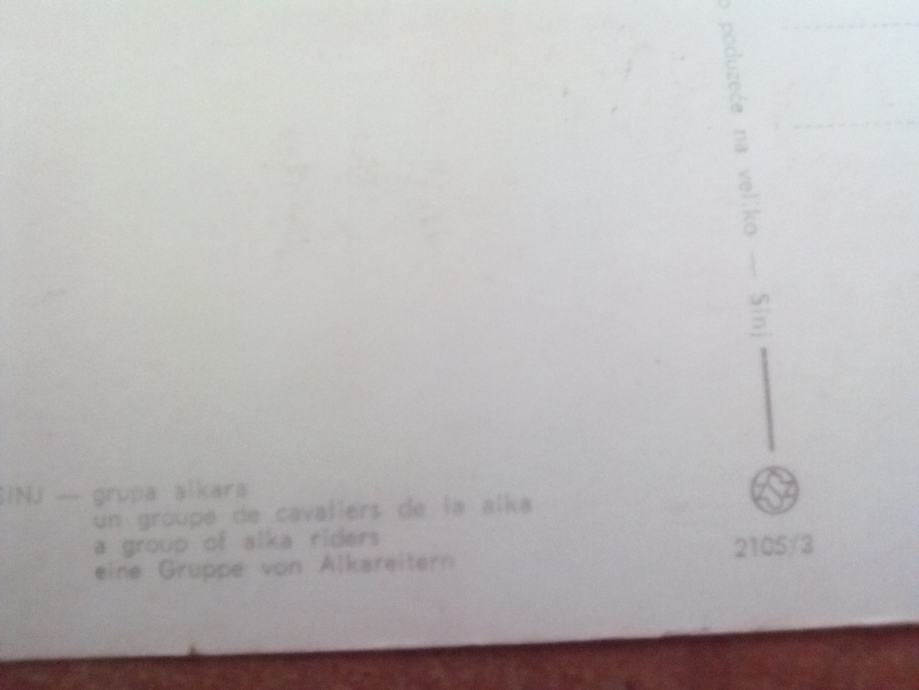 poduzeće na veliko — Sinj
SINJ — grupa alkara
un groupe de cavaliers de la alka
a group of alka riders
eine Gruppe von Alkareitern
2105/3